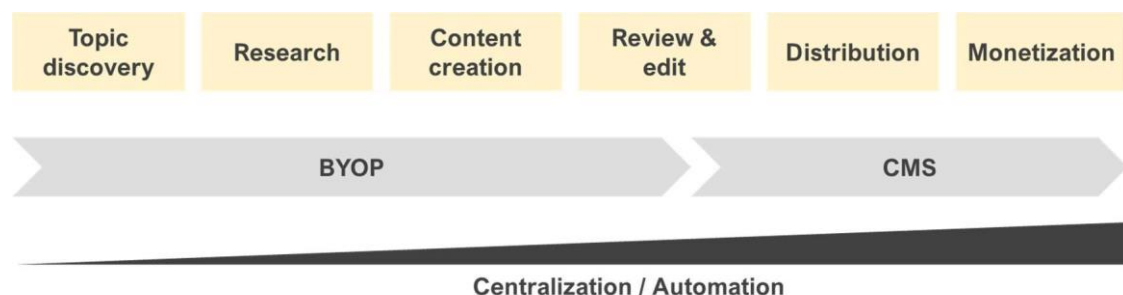 Topic
discovery
Research
Content
creation
Review &
edit
Distribution
Monetization
BYOP
CMS
Centralization / Automation